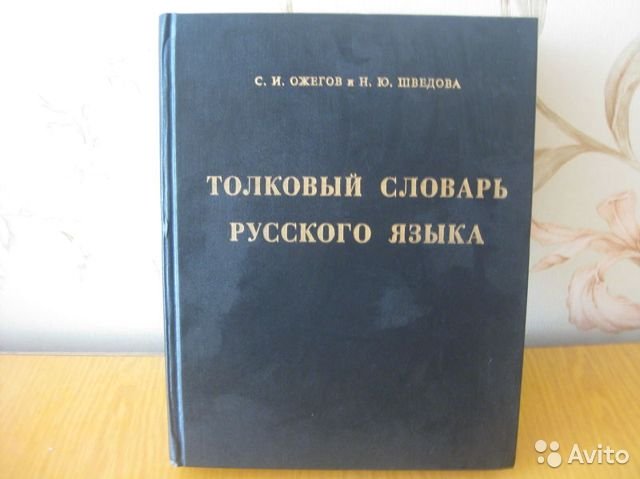 С. И. ОЖЕГОВ и Н. Ю. ШВЕДОВА
ТОЛКОВЫЙ СЛОВАРЬ
РУССКОГО ЯЗЫКА
Avito